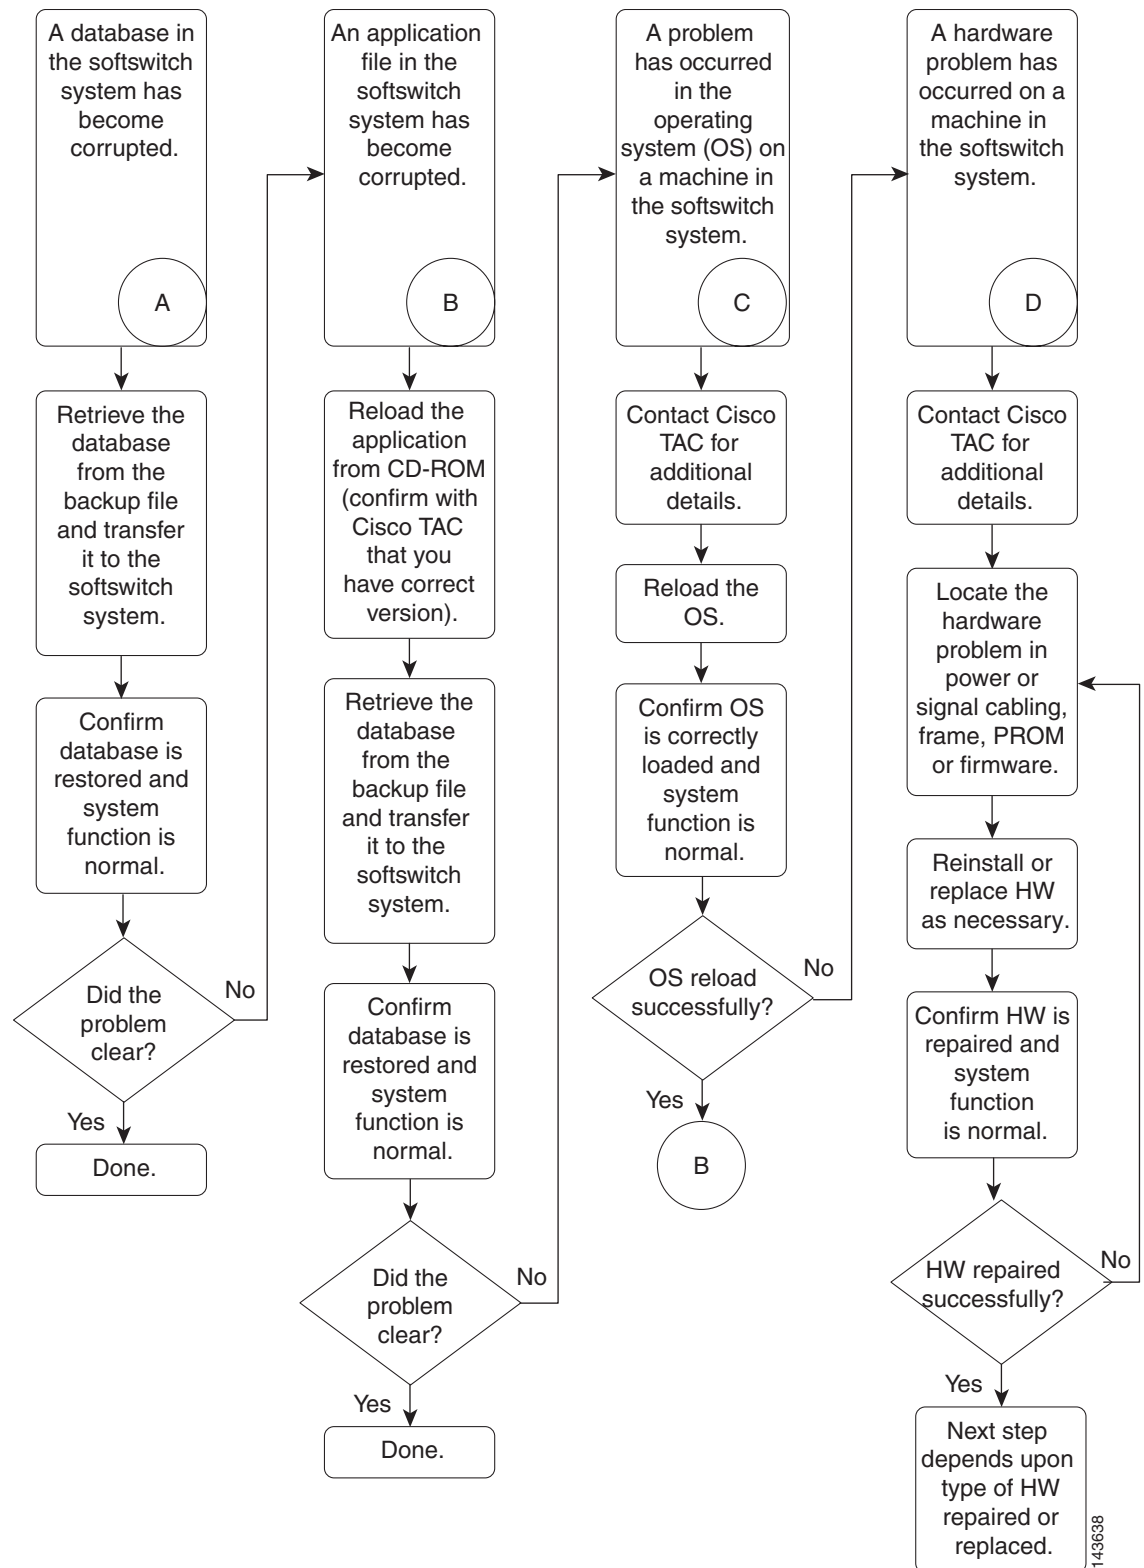 A database in
the softswitch
system has
become
corrupted.
A
Retrieve the
database
from the
backup file
and transfer
it to the
softswitch
system.
Confirm
database is
restored and
system
function is
normal.
Did the
problem
clear?
No
Yes
Done.
An application
file in the
softswitch
system has
become
corrupted.
B
Reload the
application
from CD-ROM
(confirm with
Cisco TAC
that you
have correct
version).
Retrieve the
database
from the
backup file
and transfer
it to the
softswitch
system.
Confirm
database is
restored and
system
function is
normal.
Did the
problem
clear?
No
Yes
Done.
A problem
has occurred
in the
operating
system (OS) on
a machine in
the softswitch
system.
C
Contact Cisco
TAC for
additional
details.
Reload the
OS.
Confirm OS
is correctly
loaded and
system
function is
normal.
OS reload
successfully?
No
Yes
B
A hardware
problem has
occurred on a
machine in
the softswitch
system.
D
Contact Cisco
TAC for
additional
details.
Locate the
hardware
problem in
power or
signal cabling,
frame, PROM
or firmware.
Reinstall or
replace HW
as necessary.
Confirm HW is
repaired and
system
function
is normal.
HW repaired
successfully?
No
Yes
Next step
depends upon
type of HW
repaired or
replaced.
143638